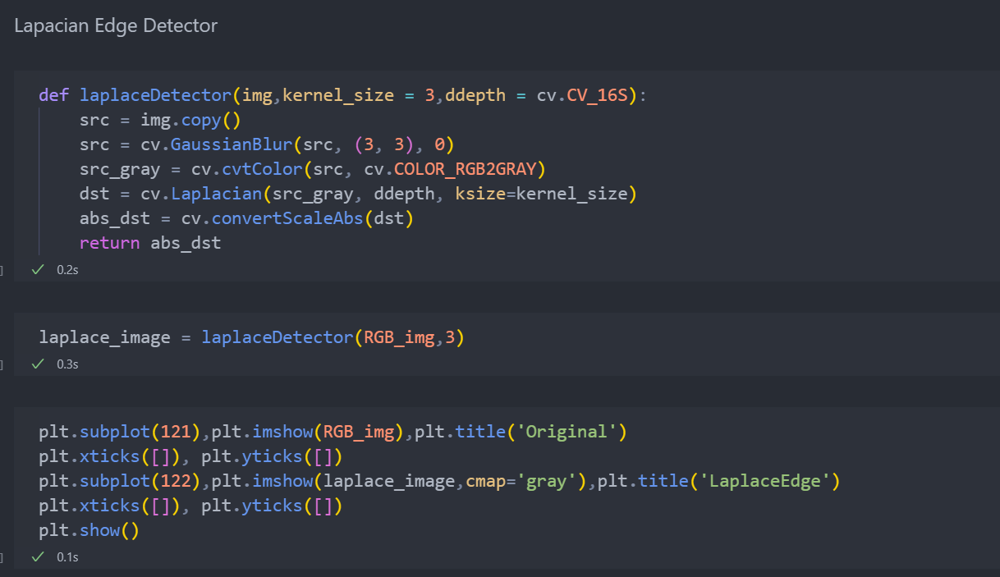 Lapacian Edge Detector
def laplaceDetector(img,kernel_size = 3,ddepth = cv.CV_16S):
    src = img.copy()
    src = cv.GaussianBlur(src, (3, 3), 0)
    src_gray = cv.cvtColor(src, cv.COLOR_RGB2GRAY)
    dst = cv.Laplacian(src_gray, ddepth, ksize=kernel_size)
    abs_dst = cv.convertScaleAbs(dst)
    return abs_dst
] ✓ 0.2s
laplace_image = laplaceDetector(RGB_img,3)
] ✓ 0.3s
plt.subplot(121),plt.imshow(RGB_img),plt.title('Original')
plt.xticks([]), plt.yticks([])
plt.subplot(122),plt.imshow(laplace_image,cmap='gray'),plt.title('LaplaceEdge')
plt.xticks([]), plt.yticks([])
plt.show()
] ✓ 0.1s